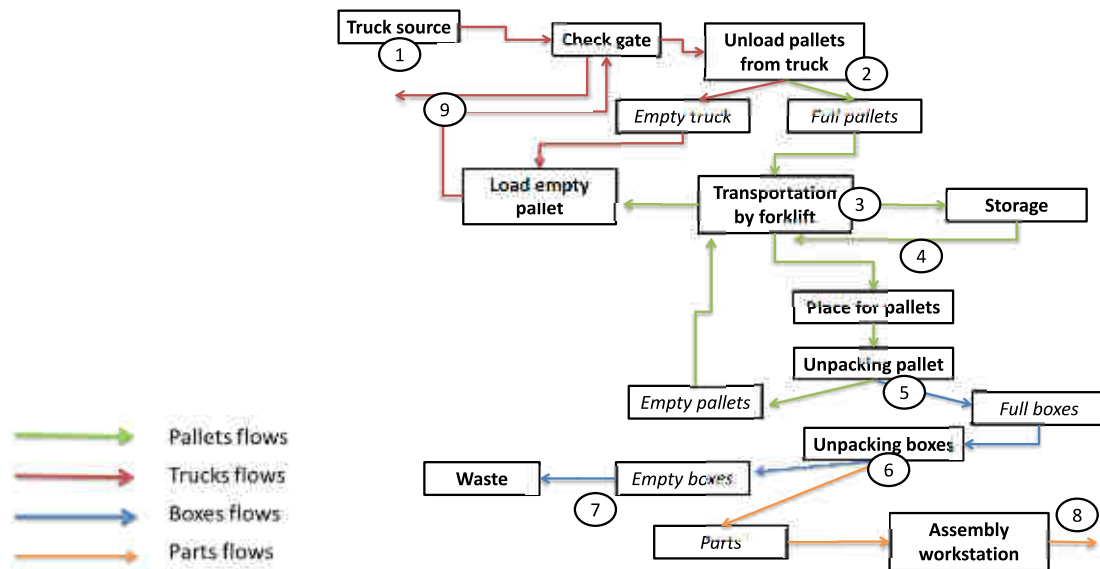 Truck source
1
Check gate
Unload pallets
from truck
2
9
Empty truck
Full pallets
Load empty
pallet
Transportation
by forklift
3
Storage
4
Place for pallets
Unpacking pallet
5
Empty pallets
Full boxes
Pallets flows
Unpacking boxes
6
Trucks flows
Waste
Empty boxes
7
Boxes flows
8
Parts
Assembly
workstation
Parts flows